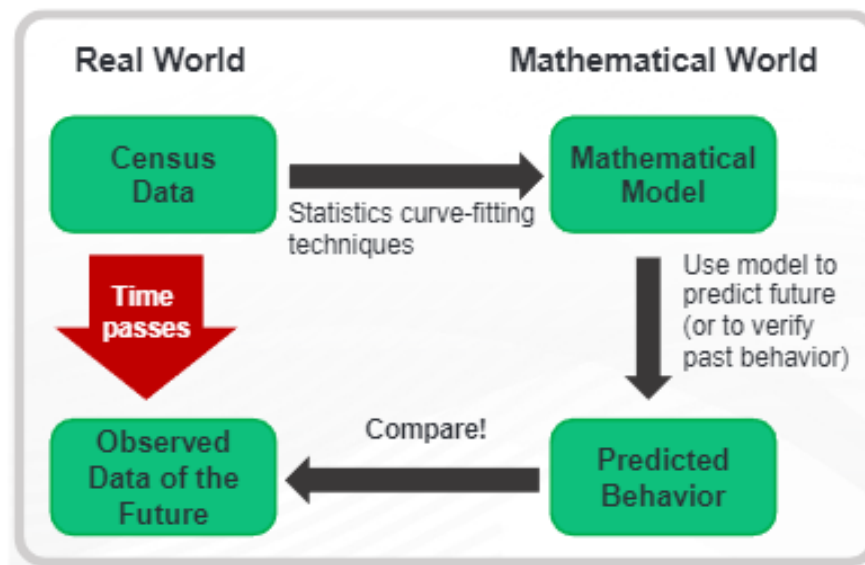 Real World
Mathematical World
Census
Data
Statistics curve-fitting
techniques
Mathematical
Model
Time
passes
Use model to
predict future
(or to verify
past behavior)
Observed
Data of the
Future
Compare!
Predicted
Behavior